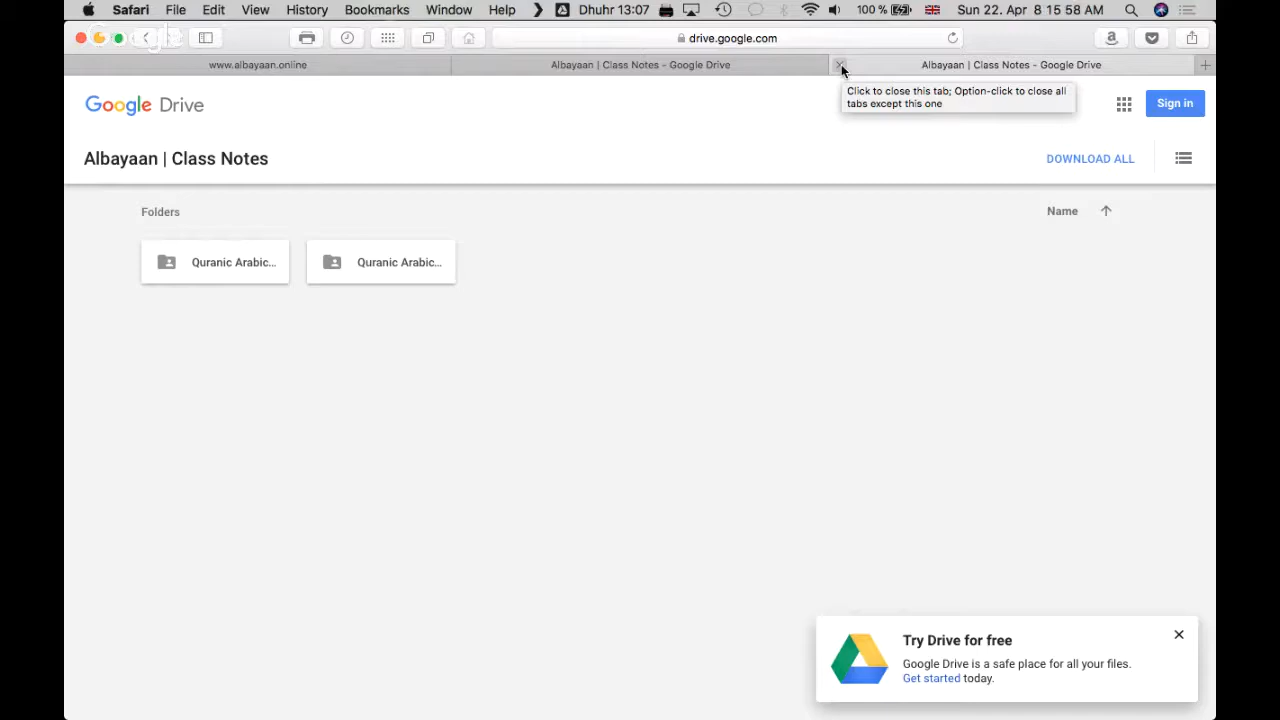 Safari File Edit View History Bookmarks Window Help Dhuhr 13:07 100 % Sun 22. Apr 8 15 58 AM
drive.google.com
www.albayaan.online
Albayaan | Class Notes - Google Drive
Albayaan | Class Notes - Google Drive
Click to close this tab; Option-click to close all
tabs except this one
Google Drive
Sign in
Albayaan | Class Notes
DOWNLOAD ALL
Folders
Name
Quranic Arabic...
Quranic Arabic...
Try Drive for free
Google Drive is a safe place for all your files.
Get started today.